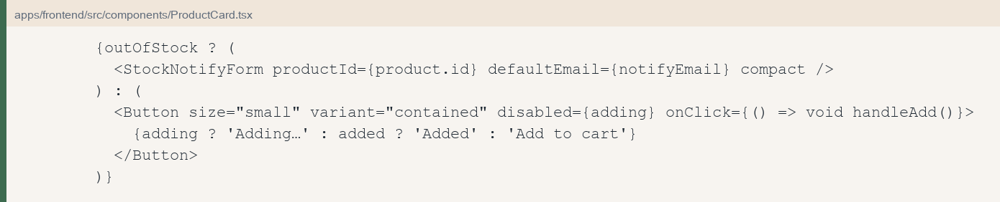 apps/frontend/src/components/ProductCard.tsx
{outOfStock ? (
<StockNotifyForm productId={product.id} defaultEmail={notifyEmail} compact />
) : (
<Button size="small" variant="contained" disabled={adding} onClick={() => void handleAdd()}>
{adding ? 'Adding…' : added ? 'Added' : 'Add to cart'}
</Button>
)}